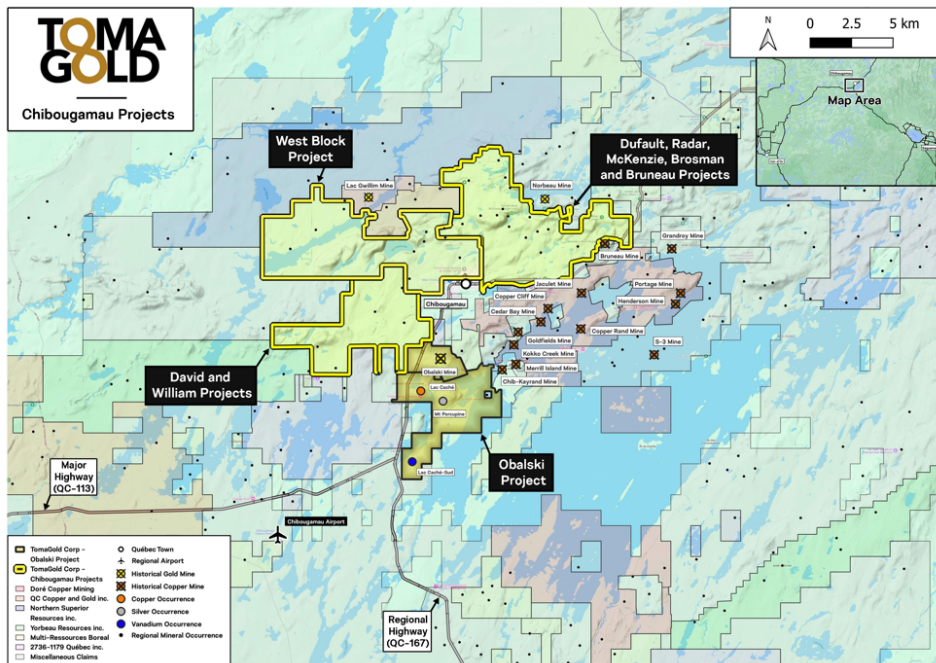 TOMA
GOLD
Chibougamau Projects
N
0 2.5 5 km
Chibougamau
Map Area
West Block
Project
Dufault, Radar,
McKenzie, Brosman
and Bruneau Projects
Lac Gwillim Mine
Norbeau Mine
Bruneau Mine
Grandroy Mine
Jaculet Mine
Portage Mine
Copper Cliff Mine
Henderson Mine
Chibougamau
Cedar Bay Mine
Copper Rand Mine
Goldfields Mine
S-3 Mine
Kokko Creek Mine
Merrill Island Mine
Chib-Kayrand Mine
David and
William Projects
Obalski Mine
Lac Caché
Mt Porcupine
Lac Caché-Sud
Obalski
Project
Major
Highway
(QC-113)
Chibougamau Airport
Regional
Highway
(QC-167)
TomaGold Corp -
Obalski Project
TomaGold Corp -
Chibougamau Projects
Doré Copper Mining
QC Copper and Gold inc.
Northern Superior
Resources inc.
Yorbeau Resources inc.
Multi-Ressources Boreal
2736-1179 Québec inc.
Miscellaneous Claims
Québec Town
Regional Airport
Historical Gold Mine
Historical Copper Mine
Copper Occurrence
Silver Occurrence
Vanadium Occurrence
Regional Mineral Occurrence